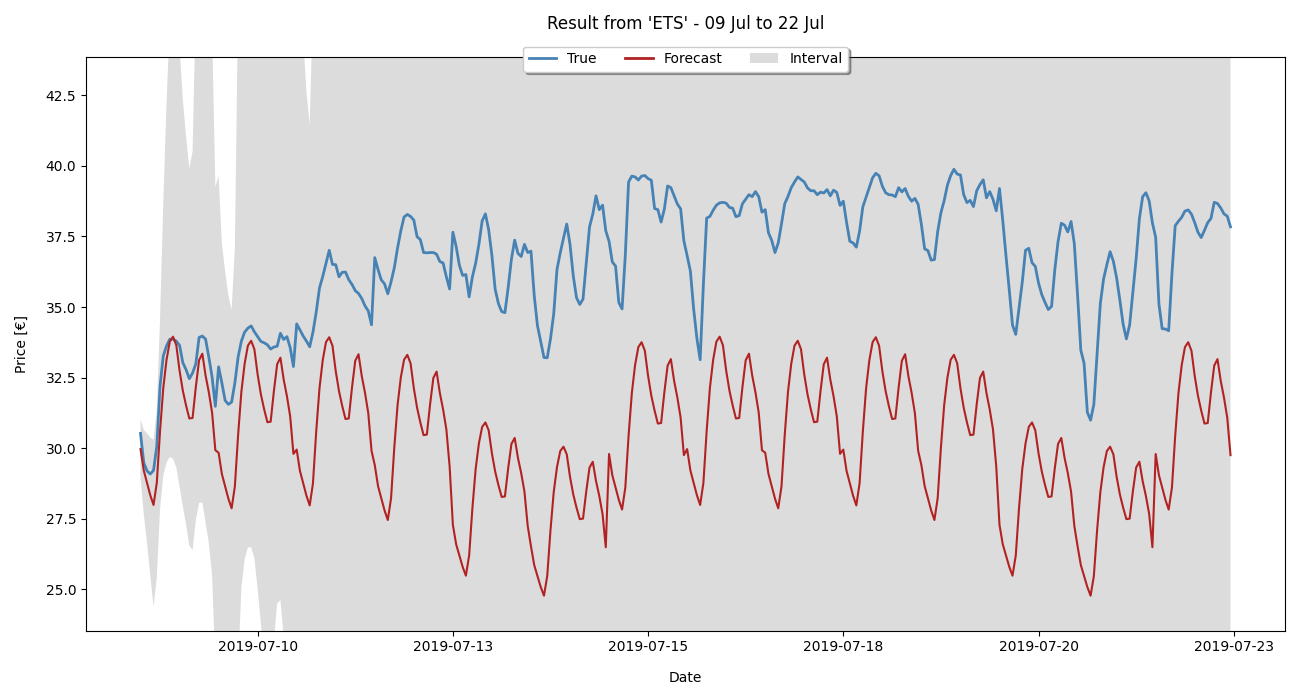 Result from 'ETS' - 09 Jul to 22 Jul
True
Forecast
Interval
Price [€]
42.5
40.0
37.5
35.0
32.5
30.0
27.5
25.0
2019-07-10
2019-07-13
2019-07-15
2019-07-18
2019-07-20
2019-07-23
Date